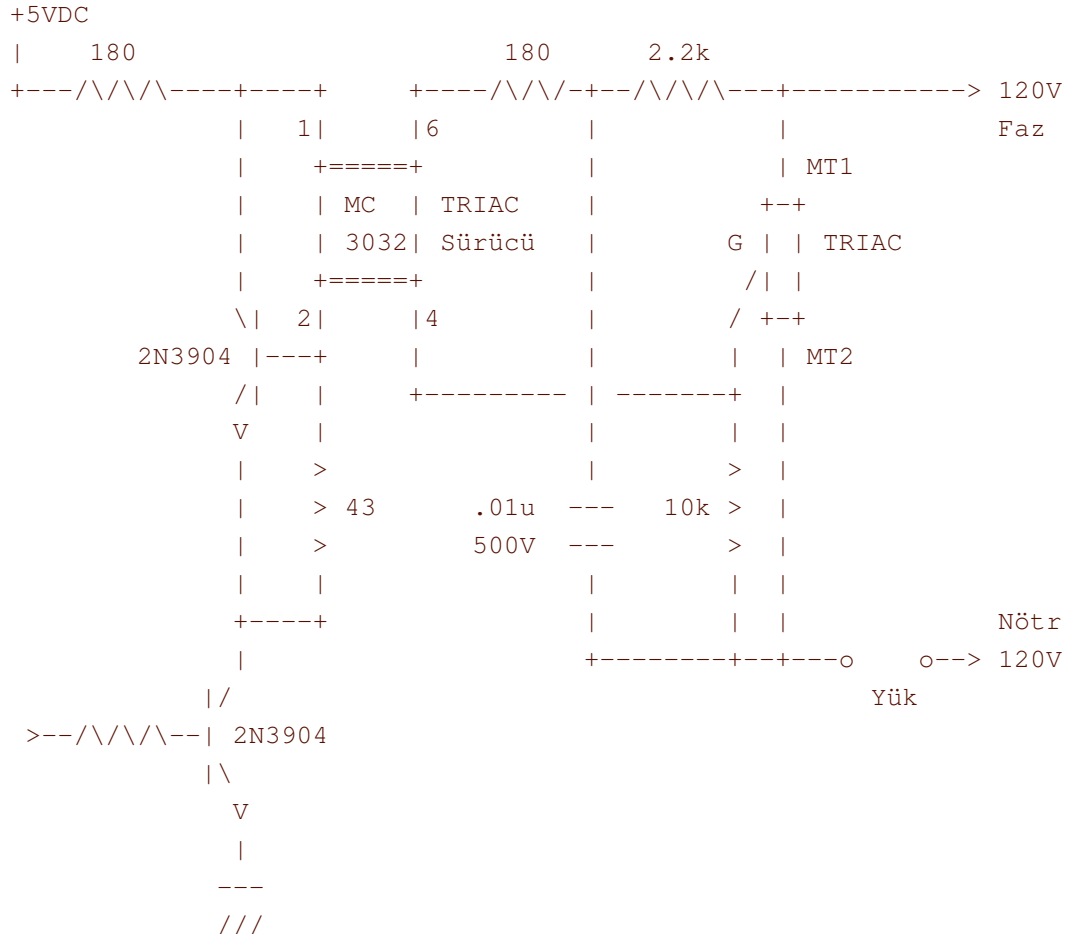 +5VDC
180 180 2.2k
120V
1 6 Faz
MT1
MC TRIAC
3032 Sürücü G TRIAC
2 4
2N3904 MT2
43 .01u 10k
500V
Nötr
120V
Yük
2N3904